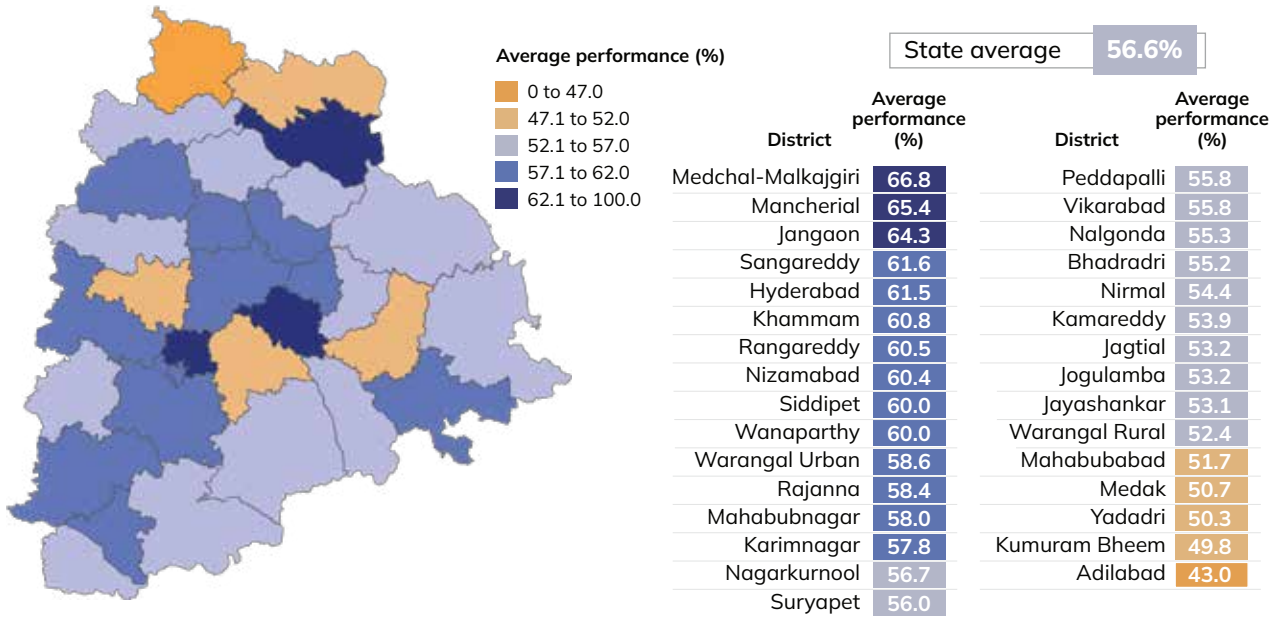 Average performance (%)
0 to 47.0
47.1 to 52.0
52.1 to 57.0
57.1 to 62.0
62.1 to 100.0
State average 56.6%
District Average performance (%)
Medchal-Malkajgiri 66.8
Mancherial 65.4
Jangaon 64.3
Sangareddy 61.6
Hyderabad 61.5
Khammam 60.8
Rangareddy 60.5
Nizamabad 60.4
Siddipet 60.0
Wanaparthy 60.0
Warangal Urban 58.6
Rajanna 58.4
Mahabubnagar 58.0
Karimnagar 57.8
Nagarkurnool 56.7
Suryapet 56.0
District Average performance (%)
Peddapalli 55.8
Vikarabad 55.8
Nalgonda 55.3
Bhadradri 55.2
Nirmal 54.4
Kamareddy 53.9
Jagtial 53.2
Jogulamba 53.2
Jayashankar 53.1
Warangal Rural 52.4
Mahabubabad 51.7
Medak 50.7
Yadadri 50.3
Kumuram Bheem 49.8
Adilabad 43.0